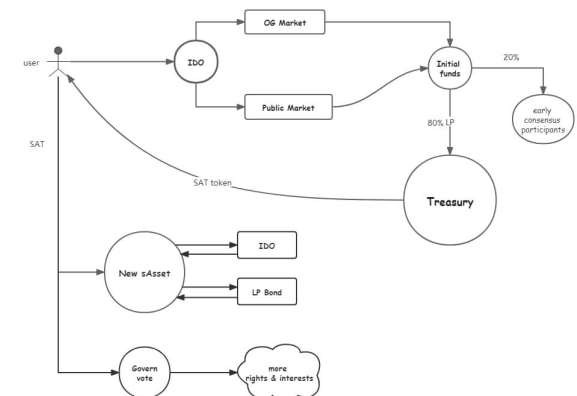 OG Market
user
IDO
Initial
funds
20%
Public Market
early
consensus
participants
80% LP
SAT
SAT token
Treasury
IDO
New sAsset
LP Bond
Govern
vote
more
rights & interests